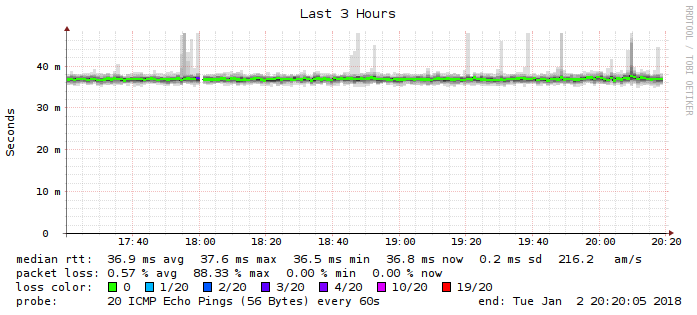 Last 3 Hours
RRDTOOL / TOBI OETIKER
Seconds
40 m
30 m
20 m
10 m
0
17:40 18:00 18:20 18:40 19:00 19:20 19:40 20:00 20:20
median rtt: 36.9 ms avg 37.6 ms max 36.5 ms min 36.8 ms now 0.2 ms sd 216.2 am/s
packet loss: 0.57 % avg 88.33 % max 0.00 % min 0.00 % now
loss color: 0 1/20 2/20 3/20 4/20 10/20 19/20
probe: 20 ICMP Echo Pings (56 Bytes) every 60s end: Tue Jan 2 20:20:05 2018